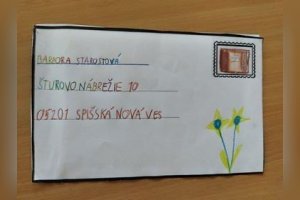 BARBORA STAROSTOVÁ
ŠTÚROVO NÁBREŽIE 10
05201 SPIŠSKÁ NOVÁ VES